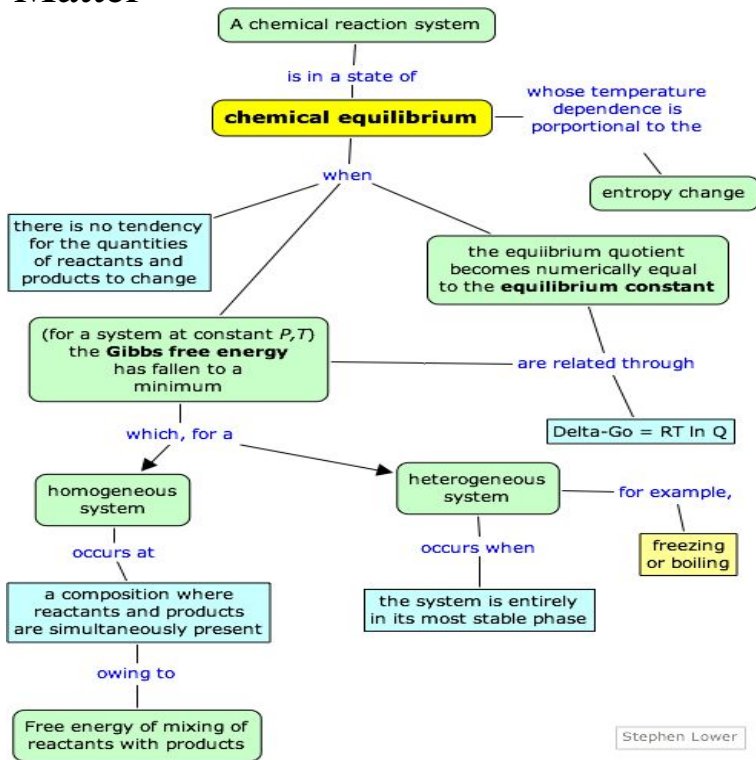 Matter
A chemical reaction system
is in a state of
chemical equilibrium
whose temperature
dependence is
porportional to the
entropy change
when
there is no tendency
for the quantities
of reactants and
products to change
the equiibrium quotient
becomes numerically equal
to the equilibrium constant
(for a system at constant P,T)
the Gibbs free energy
has fallen to a
minimum
are related through
Delta-Go = RT ln Q
which, for a
homogeneous
system
heterogeneous
system
for example,
freezing
or boiling
occurs at
occurs when
a composition where
reactants and products
are simultaneously present
the system is entirely
in its most stable phase
owing to
Free energy of mixing of
reactants with products
Stephen Lower